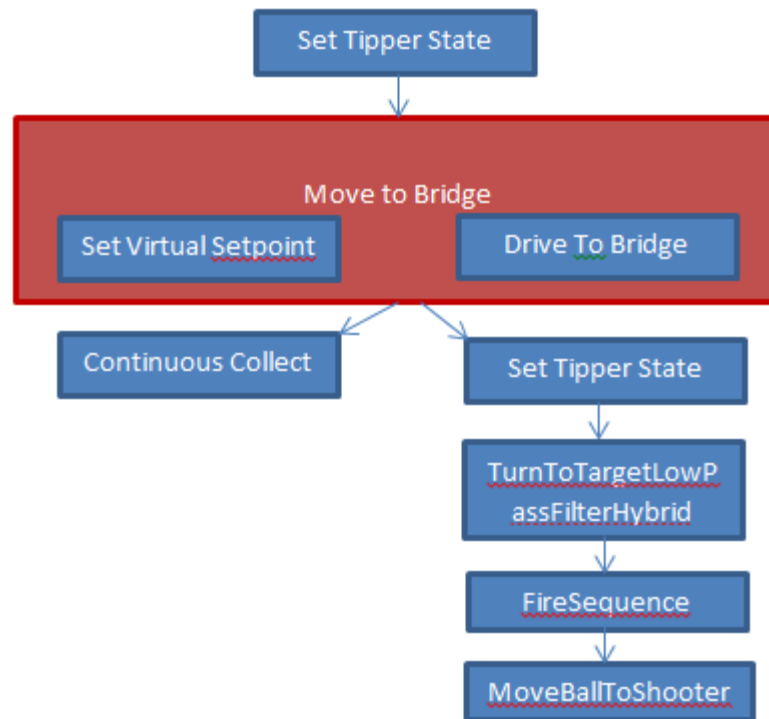 Set Tipper State
Move to Bridge
Set Virtual Setpoint
Drive To Bridge
Continuous Collect
Set Tipper State
TurnToTargetLowP
assFilterHybrid
FireSequence
MoveBallToShooter